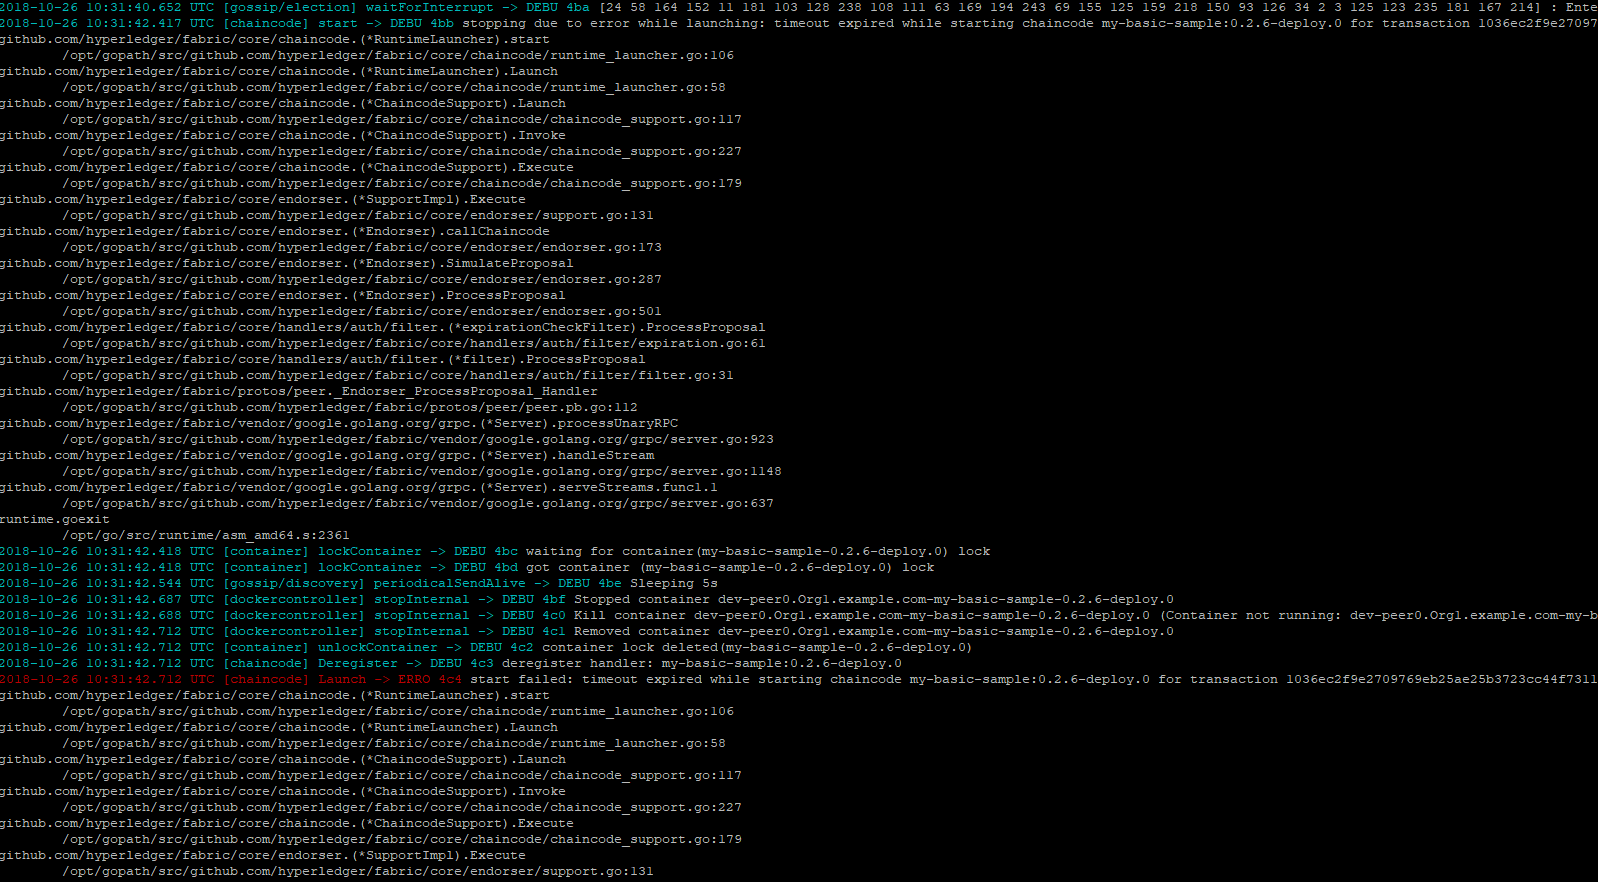 2018-10-26 10:31:40.652 UTC [gossip/election] waitForInterrupt -> DEBU 4ba [24 58 164 152 11 181 103 128 238 108 111 63 169 194 243 69 155 125 159 218 150 93 126 34 2 3 125 123 235 181 167 214] : Ente
2018-10-26 10:31:42.417 UTC [chaincode] start -> DEBU 4bb stopping due to error while launching: timeout expired while starting chaincode my-basic-sample:0.2.6-deploy.0 for transaction 1036ec2f9e27097
github.com/hyperledger/fabric/core/chaincode.(*RuntimeLauncher).start
/opt/gopath/src/github.com/hyperledger/fabric/core/chaincode/runtime_launcher.go:106
github.com/hyperledger/fabric/core/chaincode.(*RuntimeLauncher).Launch
/opt/gopath/src/github.com/hyperledger/fabric/core/chaincode/runtime_launcher.go:58
github.com/hyperledger/fabric/core/chaincode.(*ChaincodeSupport).Launch
/opt/gopath/src/github.com/hyperledger/fabric/core/chaincode/chaincode_support.go:117
github.com/hyperledger/fabric/core/chaincode.(*ChaincodeSupport).Invoke
/opt/gopath/src/github.com/hyperledger/fabric/core/chaincode/chaincode_support.go:227
github.com/hyperledger/fabric/core/chaincode.(*ChaincodeSupport).Execute
/opt/gopath/src/github.com/hyperledger/fabric/core/chaincode/chaincode_support.go:179
github.com/hyperledger/fabric/core/endorser.(*SupportImpl).Execute
/opt/gopath/src/github.com/hyperledger/fabric/core/endorser/support.go:131
github.com/hyperledger/fabric/core/endorser.(*Endorser).callChaincode
/opt/gopath/src/github.com/hyperledger/fabric/core/endorser/endorser.go:173
github.com/hyperledger/fabric/core/endorser.(*Endorser).SimulateProposal
/opt/gopath/src/github.com/hyperledger/fabric/core/endorser/endorser.go:287
github.com/hyperledger/fabric/core/endorser.(*Endorser).ProcessProposal
/opt/gopath/src/github.com/hyperledger/fabric/core/endorser/endorser.go:501
github.com/hyperledger/fabric/core/handlers/auth/filter.(*expirationCheckFilter).ProcessProposal
/opt/gopath/src/github.com/hyperledger/fabric/core/handlers/auth/filter/expiration.go:61
github.com/hyperledger/fabric/core/handlers/auth/filter.(*filter).ProcessProposal
/opt/gopath/src/github.com/hyperledger/fabric/core/handlers/auth/filter/filter.go:31
github.com/hyperledger/fabric/protos/peer._Endorser_ProcessProposal_Handler
/opt/gopath/src/github.com/hyperledger/fabric/protos/peer/peer.pb.go:112
github.com/hyperledger/fabric/vendor/google.golang.org/grpc.(*Server).processUnaryRPC
/opt/gopath/src/github.com/hyperledger/fabric/vendor/google.golang.org/grpc/server.go:923
github.com/hyperledger/fabric/vendor/google.golang.org/grpc.(*Server).handleStream
/opt/gopath/src/github.com/hyperledger/fabric/vendor/google.golang.org/grpc/server.go:1148
github.com/hyperledger/fabric/vendor/google.golang.org/grpc.(*Server).serveStreams.func1.1
/opt/gopath/src/github.com/hyperledger/fabric/vendor/google.golang.org/grpc/server.go:637
runtime.goexit
/opt/go/src/runtime/asm_amd64.s:2361
2018-10-26 10:31:42.418 UTC [container] lockContainer -> DEBU 4bc waiting for container(my-basic-sample-0.2.6-deploy.0) lock
2018-10-26 10:31:42.418 UTC [container] lockContainer -> DEBU 4bd got container (my-basic-sample-0.2.6-deploy.0) lock
2018-10-26 10:31:42.544 UTC [gossip/discovery] periodicalSendAlive -> DEBU 4be Sleeping 5s
2018-10-26 10:31:42.687 UTC [dockercontroller] stopInternal -> DEBU 4bf Stopped container dev-peer0.Org1.example.com-my-basic-sample-0.2.6-deploy.0
2018-10-26 10:31:42.688 UTC [dockercontroller] stopInternal -> DEBU 4c0 Kill container dev-peer0.Org1.example.com-my-basic-sample-0.2.6-deploy.0 (Container not running: dev-peer0.Org1.example.com-my-b
2018-10-26 10:31:42.712 UTC [dockercontroller] stopInternal -> DEBU 4c1 Removed container dev-peer0.Org1.example.com-my-basic-sample-0.2.6-deploy.0
2018-10-26 10:31:42.712 UTC [container] unlockContainer -> DEBU 4c2 container lock deleted(my-basic-sample-0.2.6-deploy.0)
2018-10-26 10:31:42.712 UTC [chaincode] Deregister -> DEBU 4c3 deregister handler: my-basic-sample:0.2.6-deploy.0
2018-10-26 10:31:42.712 UTC [chaincode] Launch -> ERRO 4c4 start failed: timeout expired while starting chaincode my-basic-sample:0.2.6-deploy.0 for transaction 1036ec2f9e2709769eb25ae25b3723cc44f7311
github.com/hyperledger/fabric/core/chaincode.(*RuntimeLauncher).start
/opt/gopath/src/github.com/hyperledger/fabric/core/chaincode/runtime_launcher.go:106
github.com/hyperledger/fabric/core/chaincode.(*RuntimeLauncher).Launch
/opt/gopath/src/github.com/hyperledger/fabric/core/chaincode/runtime_launcher.go:58
github.com/hyperledger/fabric/core/chaincode.(*ChaincodeSupport).Launch
/opt/gopath/src/github.com/hyperledger/fabric/core/chaincode/chaincode_support.go:117
github.com/hyperledger/fabric/core/chaincode.(*ChaincodeSupport).Invoke
/opt/gopath/src/github.com/hyperledger/fabric/core/chaincode/chaincode_support.go:227
github.com/hyperledger/fabric/core/chaincode.(*ChaincodeSupport).Execute
/opt/gopath/src/github.com/hyperledger/fabric/core/chaincode/chaincode_support.go:179
github.com/hyperledger/fabric/core/endorser.(*SupportImpl).Execute
/opt/gopath/src/github.com/hyperledger/fabric/core/endorser/support.go:131